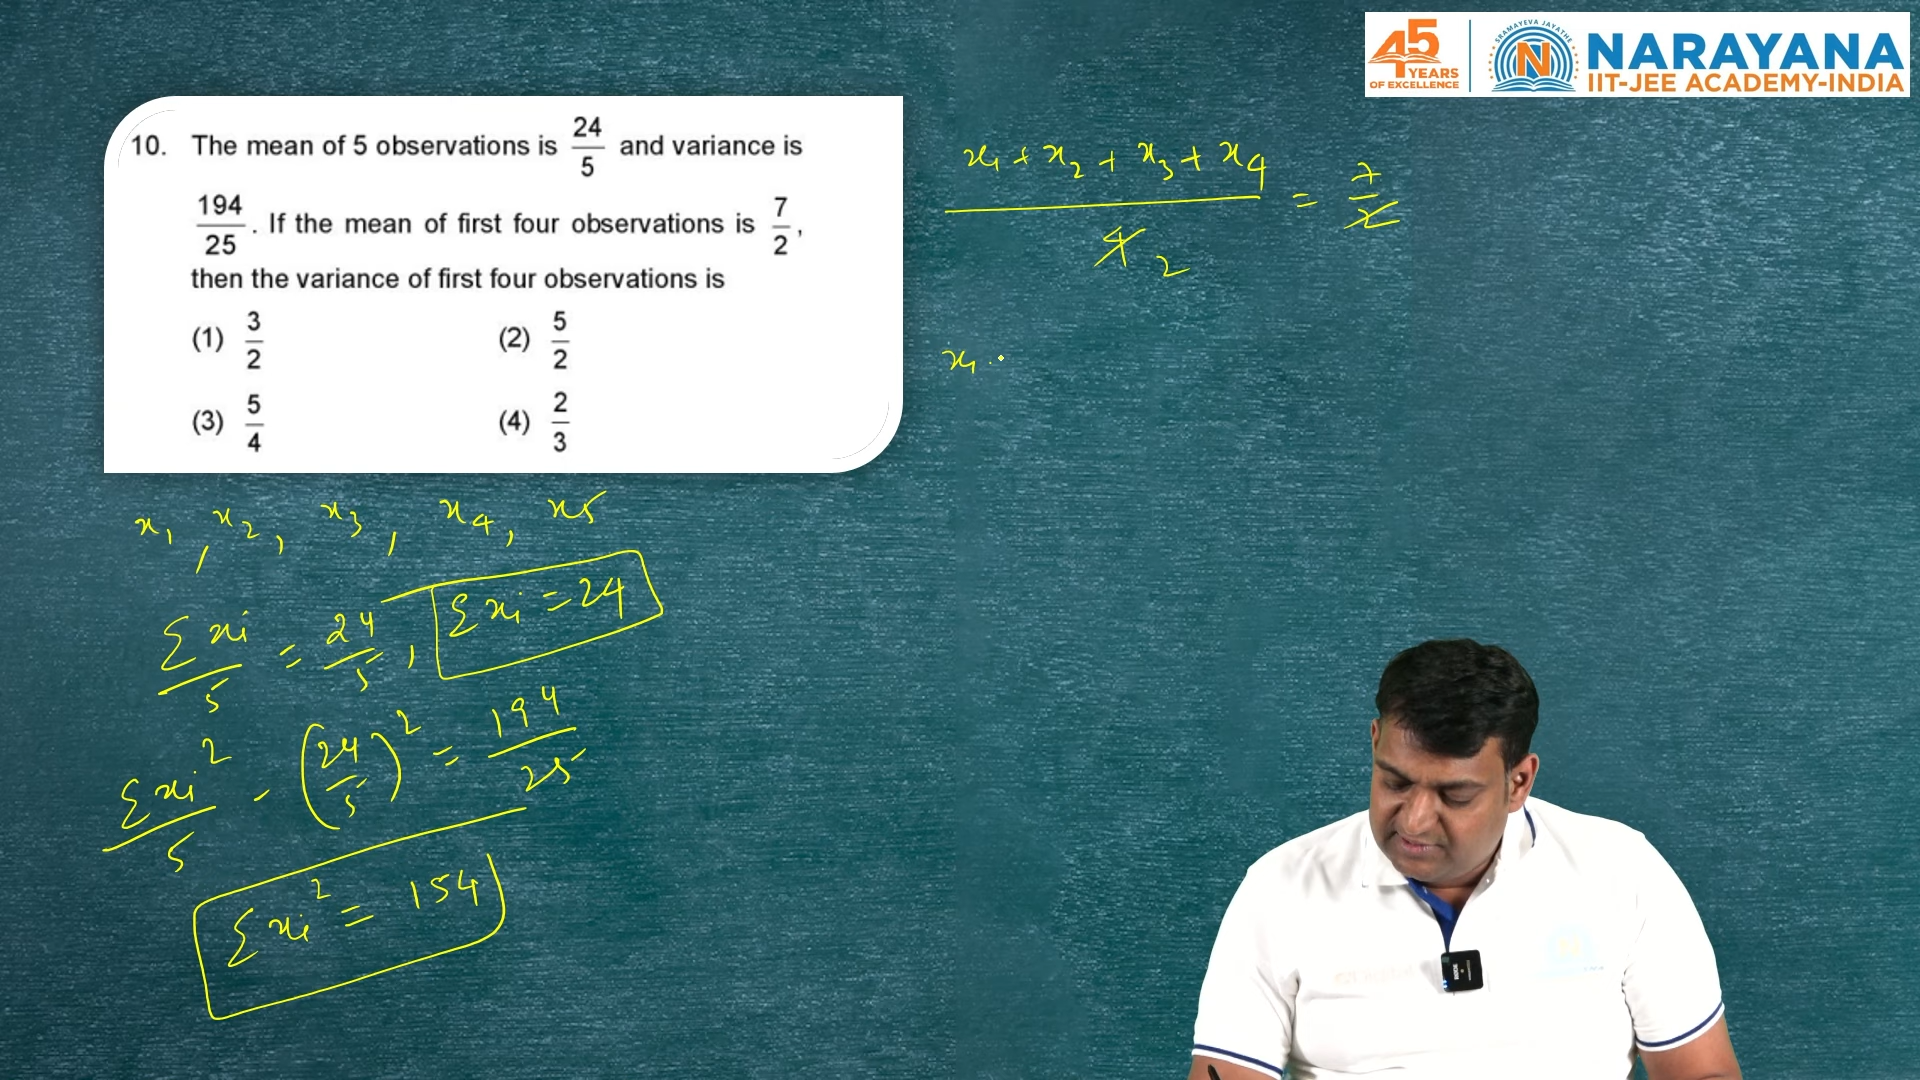 45 YEARS OF EXCELLENCE
SRAMAYEVA JAYATHE
N
NARAYANA
IIT-JEE ACADEMY-INDIA
10. The mean of 5 observations is 24/5 and variance is
194/25. If the mean of first four observations is 7/2,
then the variance of first four observations is
(1) 3/2 (2) 5/2
(3) 5/4 (4) 2/3
x₁, x₂, x₃, x₄, x5
Σxi/5 = 24/5, Σxi = 24
Σxi²/5 - (24/5)² = 194/25
Σxi² = 154
(x₁ + x₂ + x₃ + x₄)/4 2 = 7/2
x₁